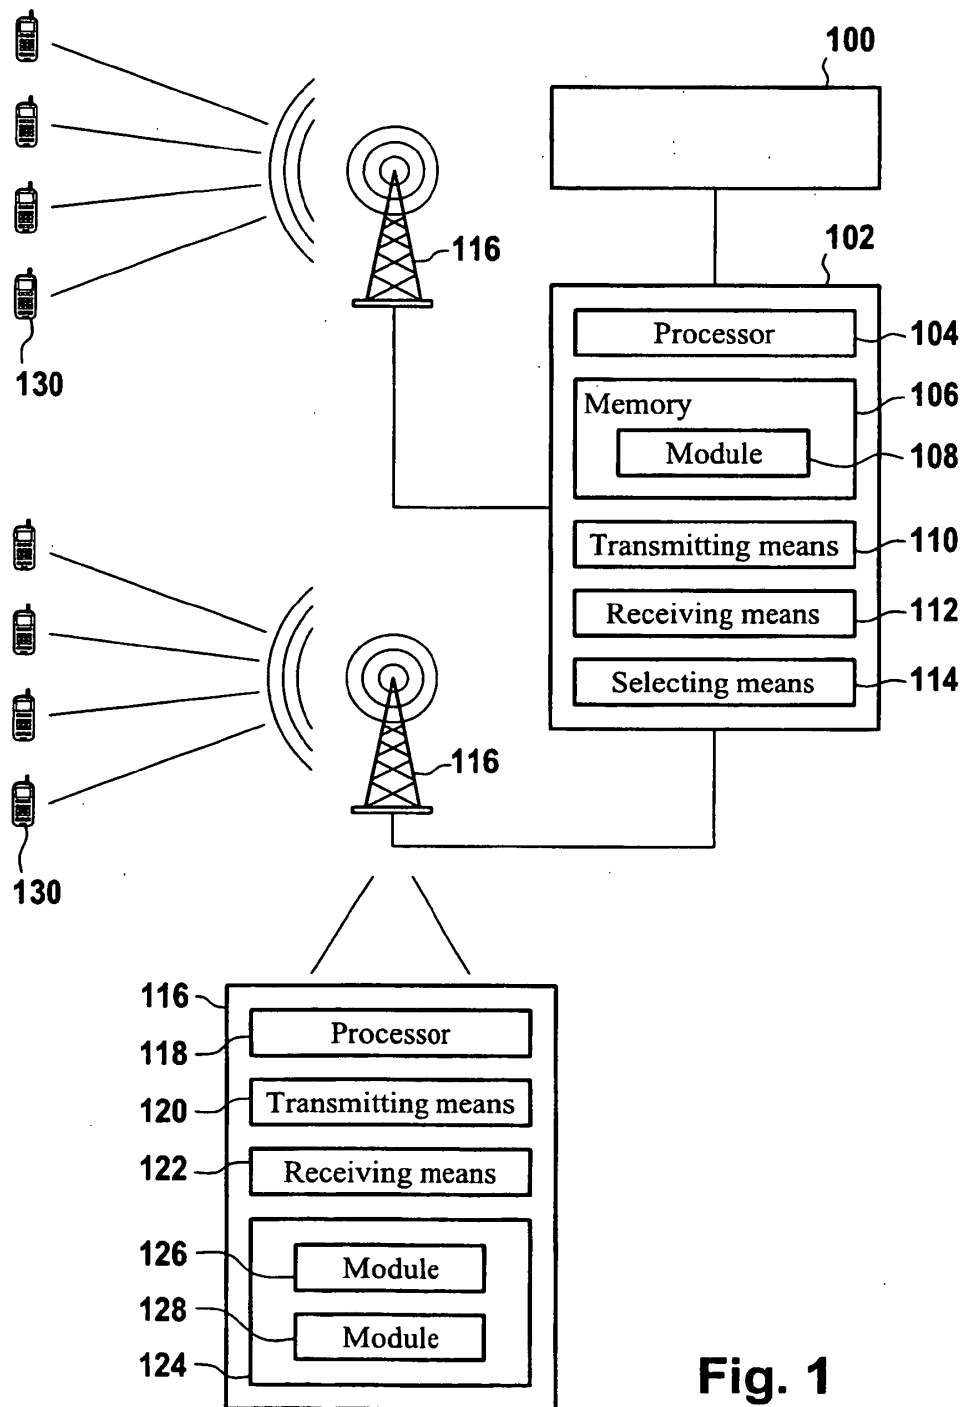 100
116
102
Processor
104
130
Memory
106
Module
108
Transmitting means
110
Receiving means
112
Selecting means
114
116
130
116
Processor
118
Transmitting means
120
Receiving means
122
126
Module
128
Module
124
Fig. 1